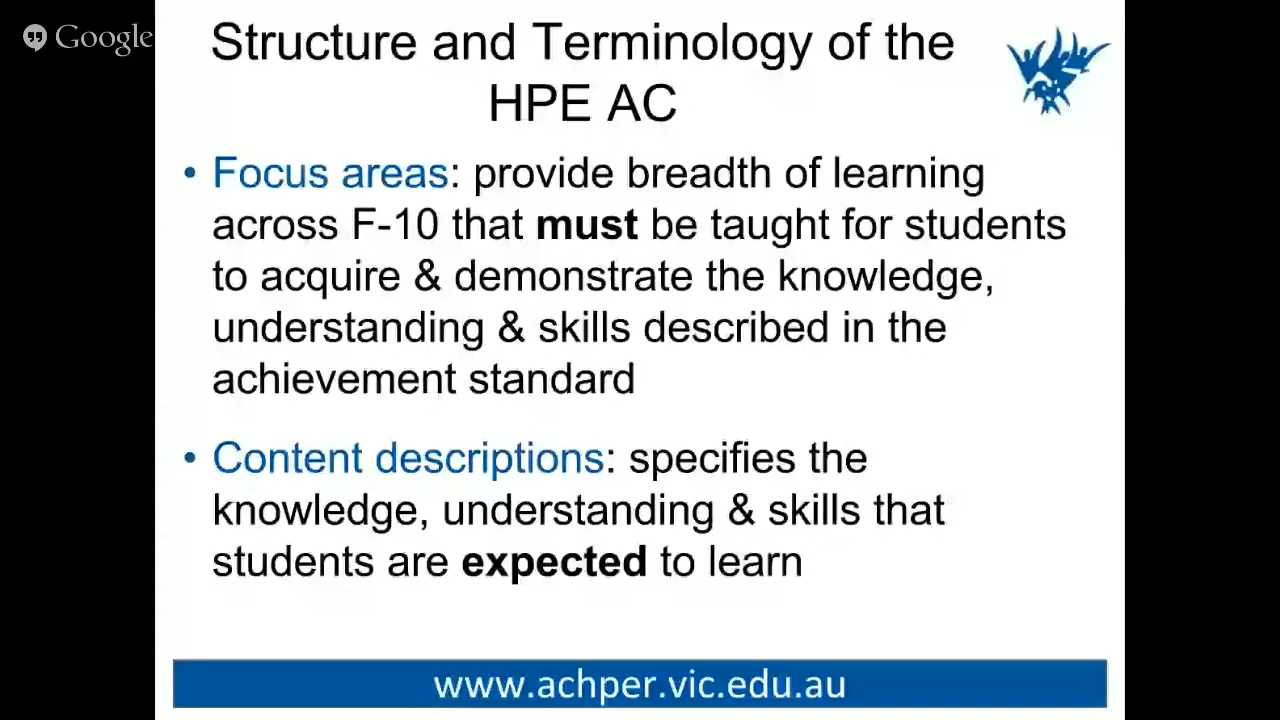 Google
Structure and Terminology of the
HPE AC
• Focus areas: provide breadth of learning
across F-10 that must be taught for students
to acquire & demonstrate the knowledge,
understanding & skills described in the
achievement standard
• Content descriptions: specifies the
knowledge, understanding & skills that
students are expected to learn
www.achper.vic.edu.au